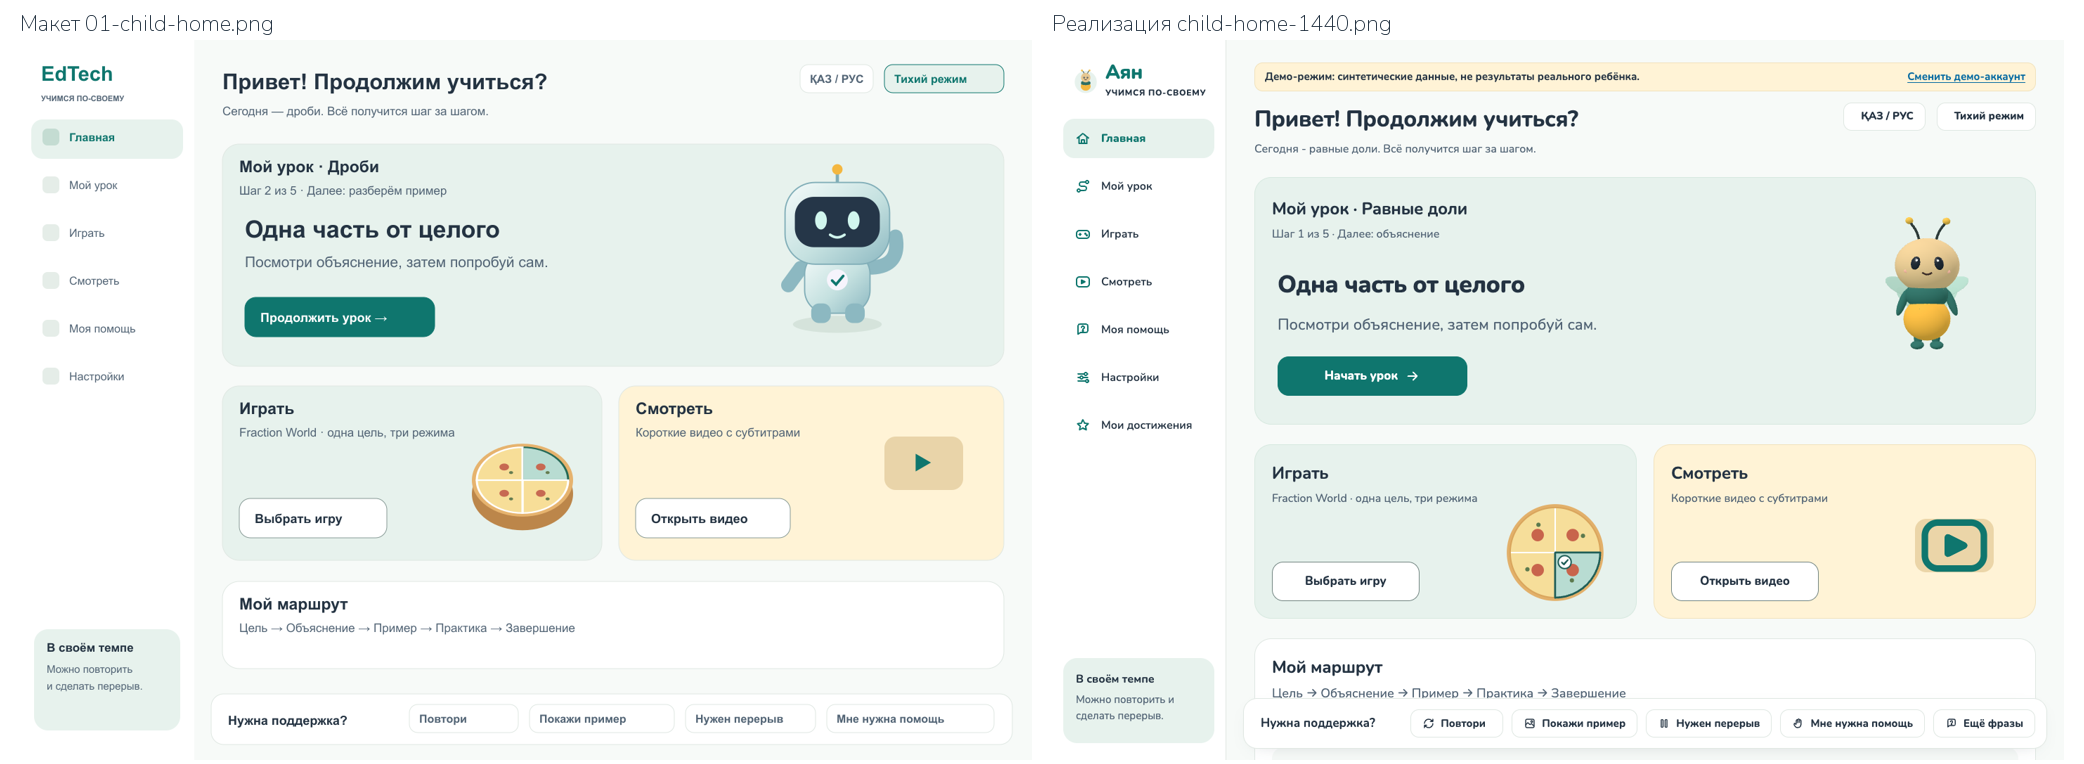 Макет 01-child-home.png
EdTech
УЧИМСЯ ПО-СВОЕМУ
Главная
Мой урок
Играть
Смотреть
Моя помощь
Настройки
В своём темпе
Можно повторить
и сделать перерыв.
Привет! Продолжим учиться?
Сегодня — дроби. Всё получится шаг за шагом.
ҚАЗ / РУС
Тихий режим
Мой урок · Дроби
Шаг 2 из 5 · Далее: разберём пример
Одна часть от целого
Посмотри объяснение, затем попробуй сам.
Продолжить урок →
Играть
Fraction World · одна цель, три режима
Выбрать игру
Смотреть
Короткие видео с субтитрами
Открыть видео
Мой маршрут
Цель → Объяснение → Пример → Практика → Завершение
Нужна поддержка?
Повтори
Покажи пример
Нужен перерыв
Мне нужна помощь
Реализация child-home-1440.png
Аян
УЧИМСЯ ПО-СВОЕМУ
Главная
Мой урок
Играть
Смотреть
Моя помощь
Настройки
Мои достижения
В своём темпе
Можно повторить и
сделать перерыв.
Демо-режим: синтетические данные, не результаты реального ребёнка.
Сменить демо-аккаунт
Привет! Продолжим учиться?
Сегодня - равные доли. Всё получится шаг за шагом.
ҚАЗ / РУС
Тихий режим
Мой урок · Равные доли
Шаг 1 из 5 · Далее: объяснение
Одна часть от целого
Посмотри объяснение, затем попробуй сам.
Начать урок →
Играть
Fraction World · одна цель, три режима
Выбрать игру
Смотреть
Короткие видео с субтитрами
Открыть видео
Мой маршрут
Цель → Объяснение → Пример → Практика → Завершение
Нужна поддержка?
Повтори
Покажи пример
Нужен перерыв
Мне нужна помощь
Ещё фразы